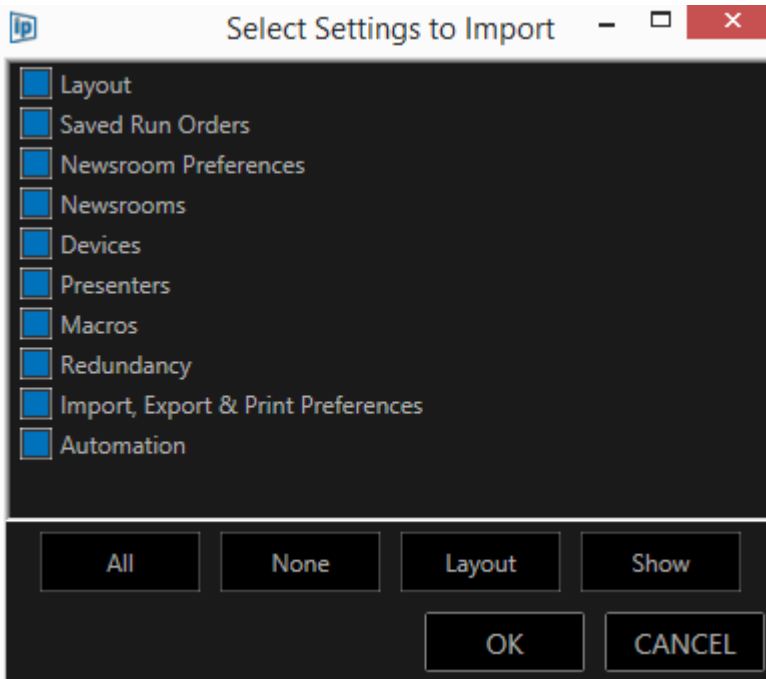 ip
Select Settings to Import
Layout
Saved Run Orders
Newsroom Preferences
Newsrooms
Devices
Presenters
Macros
Redundancy
Import, Export & Print Preferences
Automation
All None Layout Show
OK CANCEL